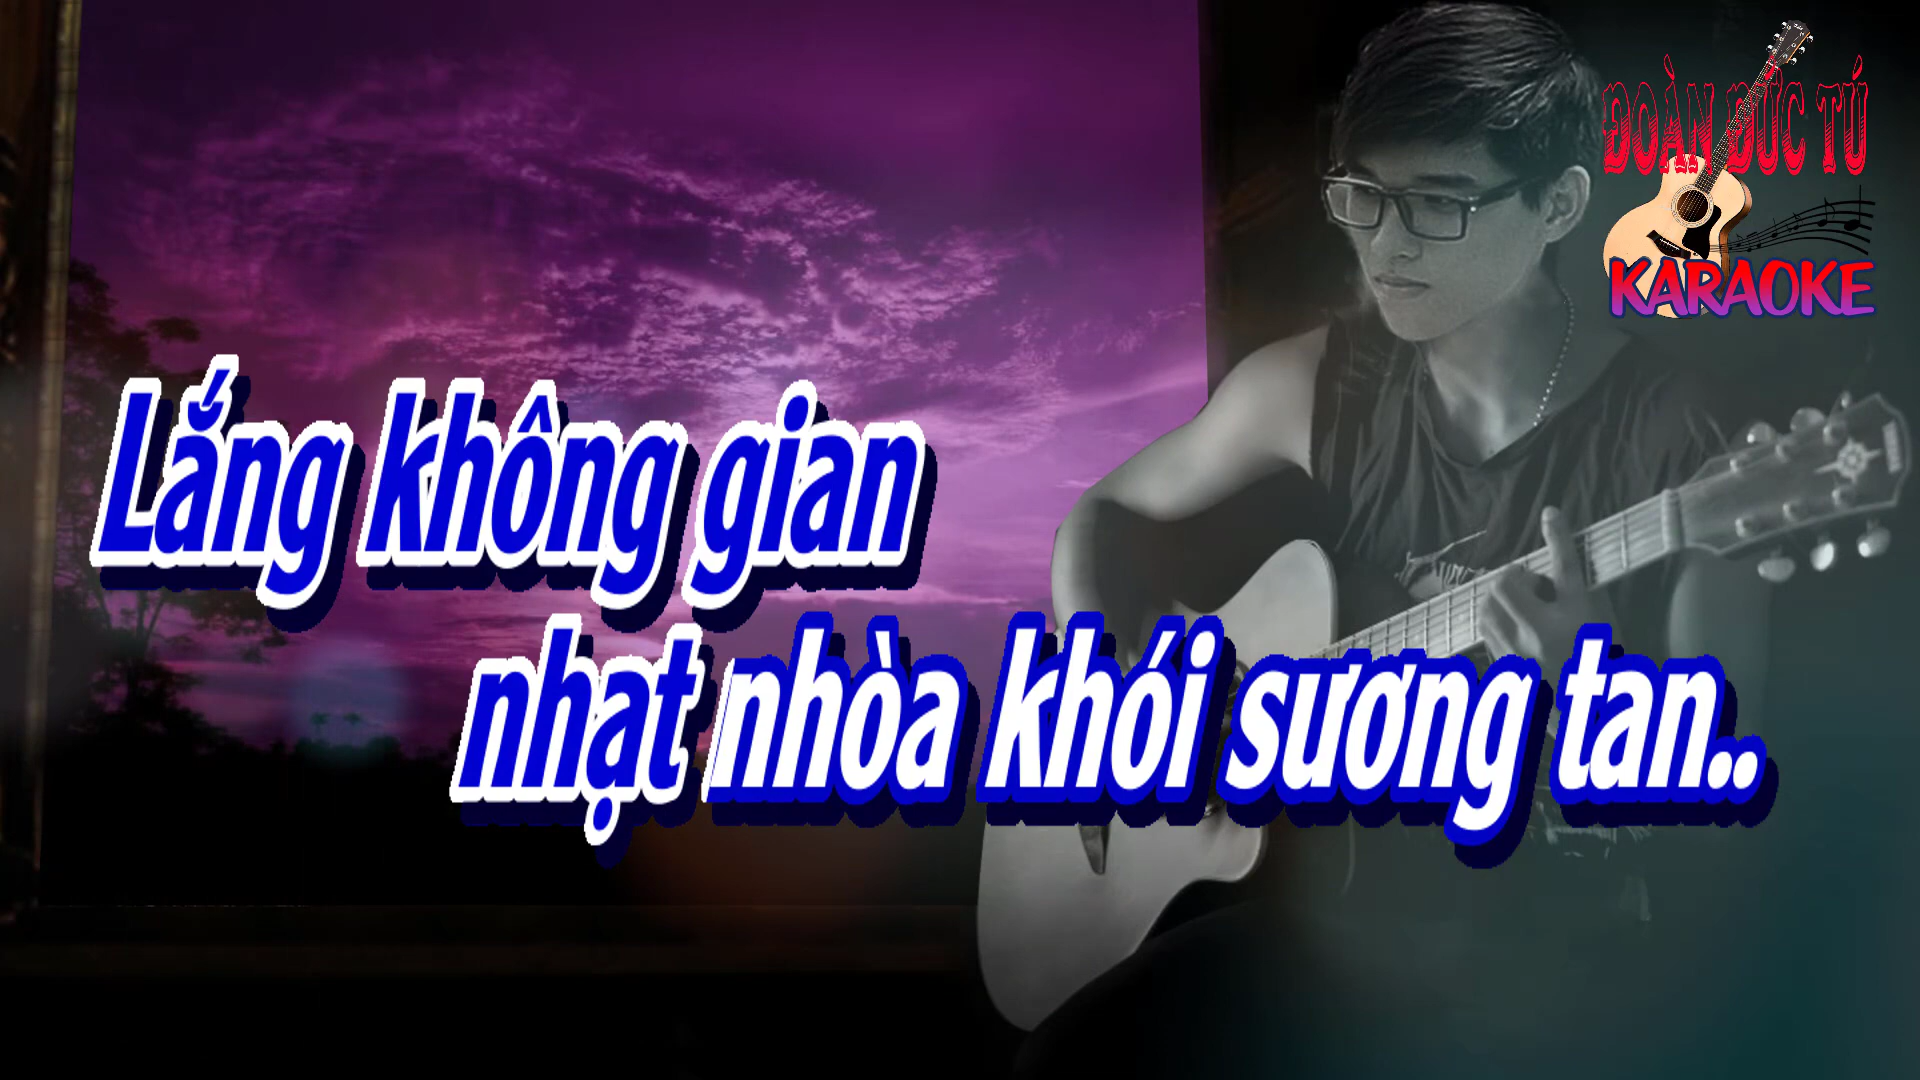 ĐOÀN ĐỨC TÚ
KARAOKE
Lắng không gian
nhạt nhòa khói sương tan..